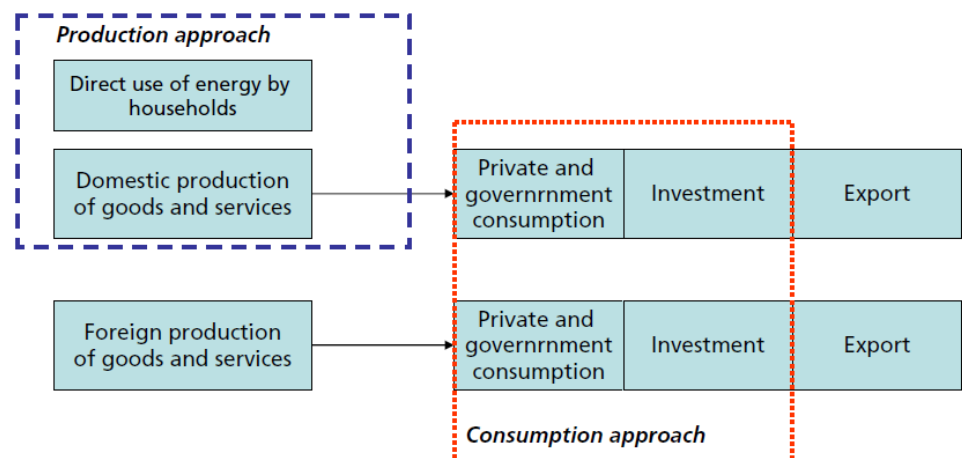 Production approach
Direct use of energy by
households
Domestic production
of goods and services
Private and
governrnment
consumption
Investment
Export
Foreign production
of goods and services
Private and
governrnment
consumption
Investment
Export
Consumption approach